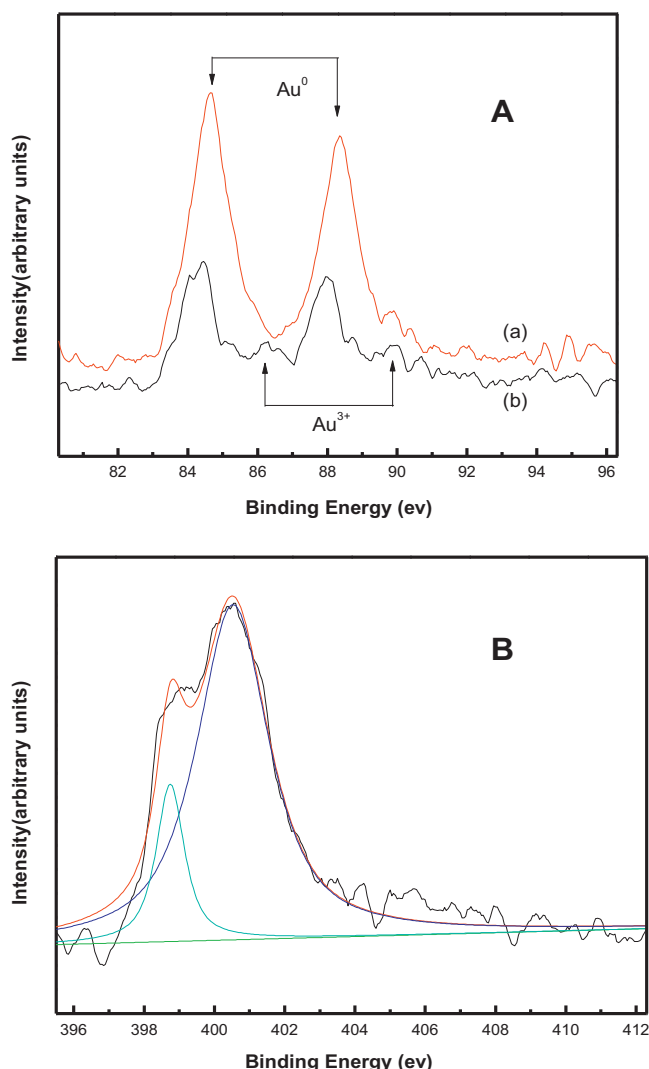 A
Au⁰
(a)
(b)
Au³⁺
Intensity(arbitrary units)
82 84 86 88 90 92 94 96
Binding Energy (ev)
B
Intensity(arbitrary units)
396 398 400 402 404 406 408 410 412
Binding Energy (ev)